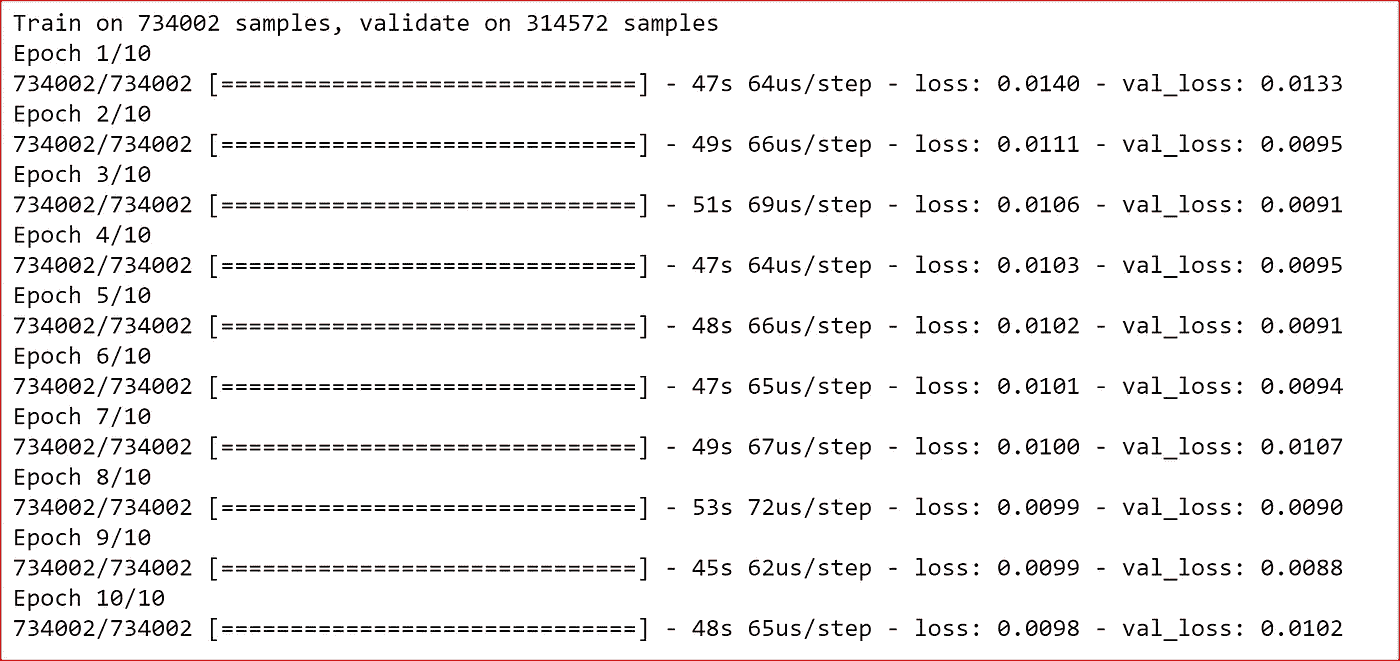 Train on 734002 samples, validate on 314572 samples
Epoch 1/10
734002/734002 [==============================] - 47s 64us/step - loss: 0.0140 - val_loss: 0.0133
Epoch 2/10
734002/734002 [==============================] - 49s 66us/step - loss: 0.0111 - val_loss: 0.0095
Epoch 3/10
734002/734002 [==============================] - 51s 69us/step - loss: 0.0106 - val_loss: 0.0091
Epoch 4/10
734002/734002 [==============================] - 47s 64us/step - loss: 0.0103 - val_loss: 0.0095
Epoch 5/10
734002/734002 [==============================] - 48s 66us/step - loss: 0.0102 - val_loss: 0.0091
Epoch 6/10
734002/734002 [==============================] - 47s 65us/step - loss: 0.0101 - val_loss: 0.0094
Epoch 7/10
734002/734002 [==============================] - 49s 67us/step - loss: 0.0100 - val_loss: 0.0107
Epoch 8/10
734002/734002 [==============================] - 53s 72us/step - loss: 0.0099 - val_loss: 0.0090
Epoch 9/10
734002/734002 [==============================] - 45s 62us/step - loss: 0.0099 - val_loss: 0.0088
Epoch 10/10
734002/734002 [==============================] - 48s 65us/step - loss: 0.0098 - val_loss: 0.0102